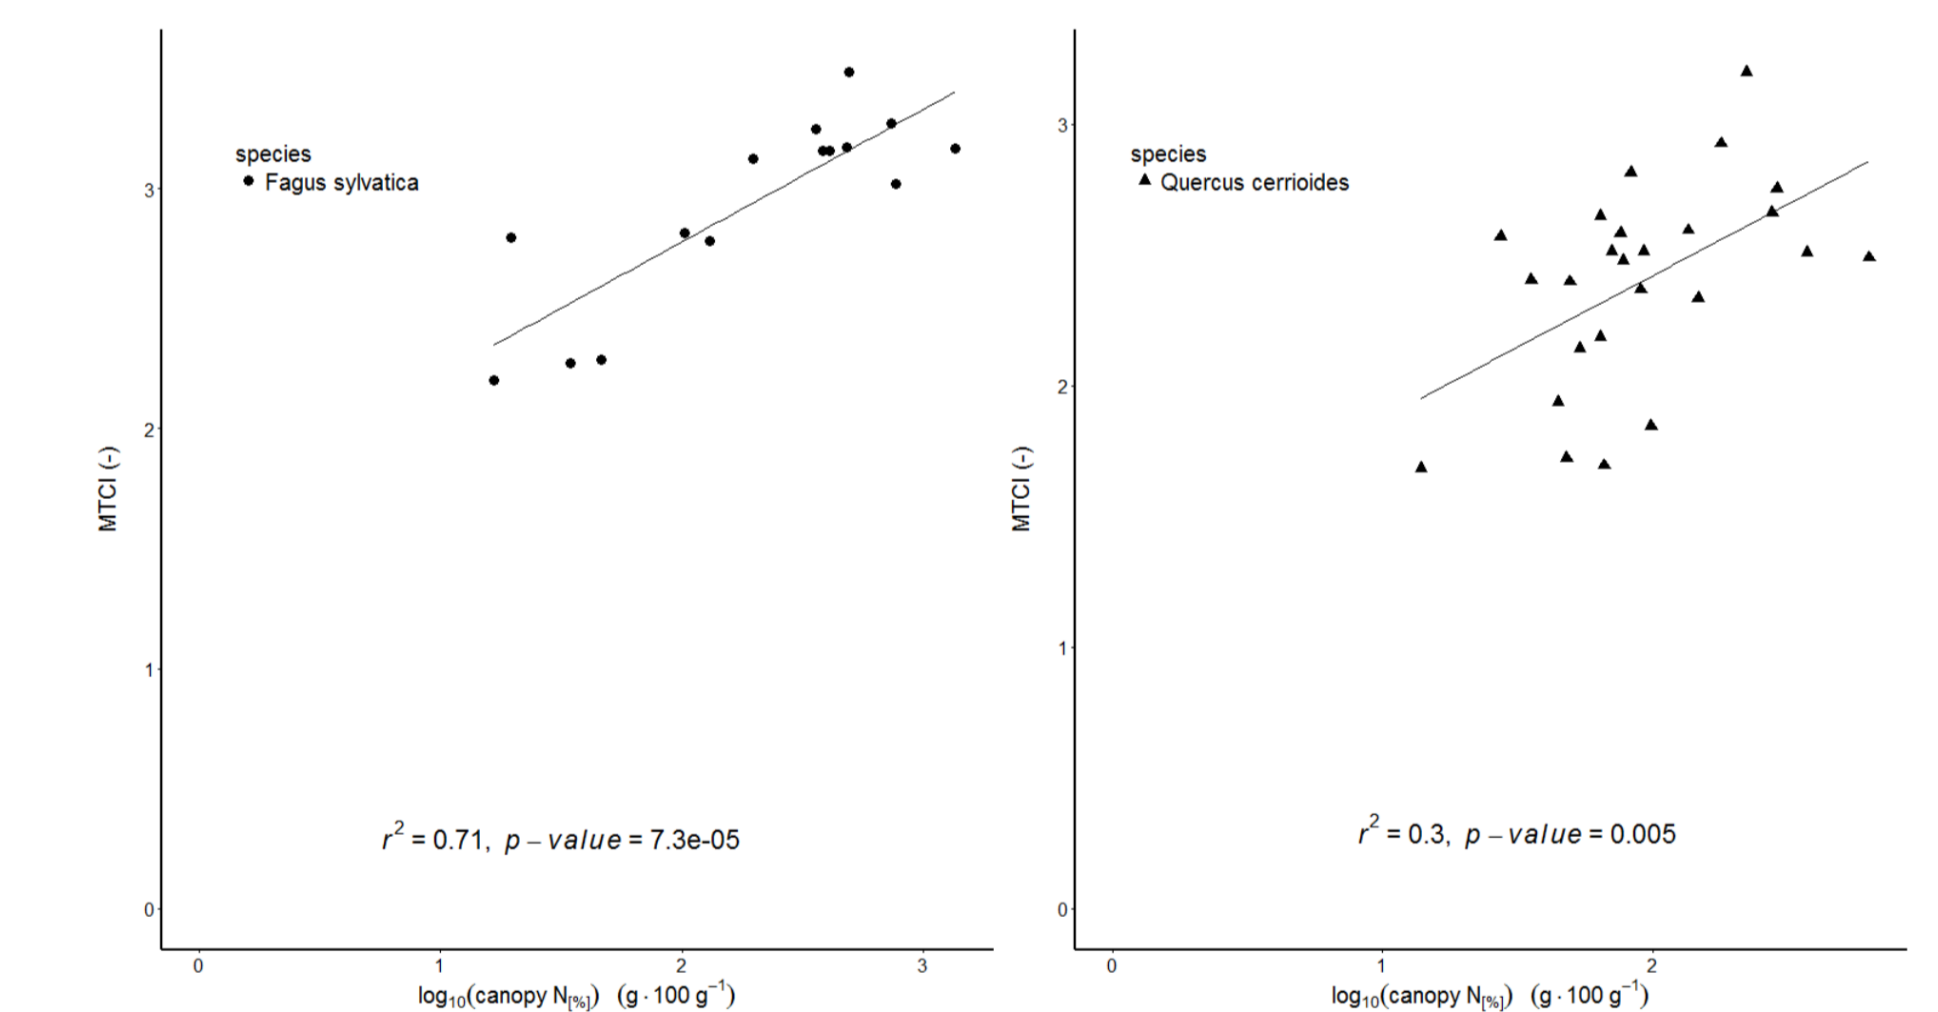 species
Fagus sylvatica
3
2
1
0
MTCI (-)
r² = 0.71, p – value = 7.3e-05
0 1 2 3
log₁₀(canopy N[%]) (g · 100 g⁻¹)
species
Quercus cerrioides
3
2
1
0
MTCI (-)
r² = 0.3, p – value = 0.005
0 1 2
log₁₀(canopy N[%]) (g · 100 g⁻¹)